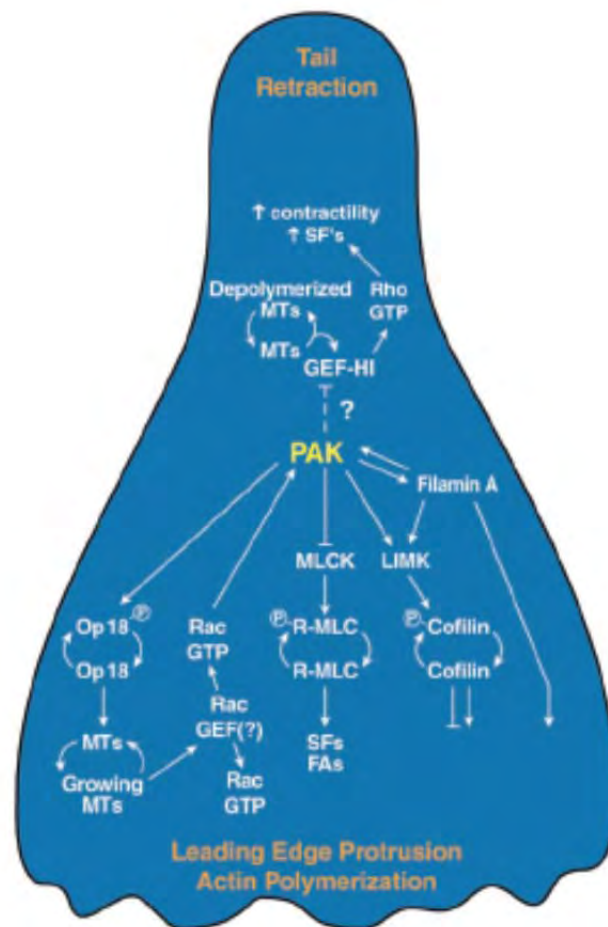 Tail
Retraction
↑ contractility
↑ SF's
Depolymerized
MTs
Rho
GTP
MTs
GEF-HI
?
PAK
Filamin A
MLCK
LIMK
Op18 P
Rac
GTP
P R-MLC
P Cofilin
Op18
R-MLC
Cofilin
Rac
GEF(?)
MTs
SFs
FAs
Growing
MTs
Rac
GTP
Leading Edge Protrusion
Actin Polymerization